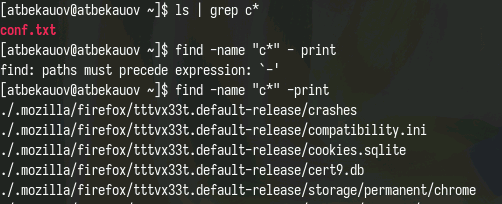 [atbekauov@atbekauov ~]$ ls | grep c*
conf.txt
[atbekauov@atbekauov ~]$ find -name "c*" - print
find: paths must precede expression: `-'
[atbekauov@atbekauov ~]$ find -name "c*" -print
./.mozilla/firefox/tttvx33t.default-release/crashes
./.mozilla/firefox/tttvx33t.default-release/compatibility.ini
./.mozilla/firefox/tttvx33t.default-release/cookies.sqlite
./.mozilla/firefox/tttvx33t.default-release/cert9.db
./.mozilla/firefox/tttvx33t.default-release/storage/permanent/chrome